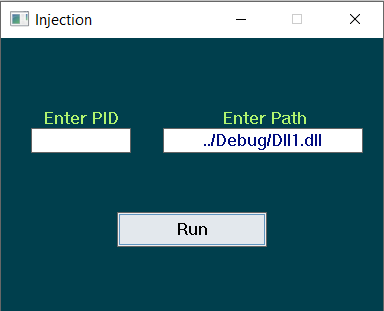 Injection
Enter PID Enter Path
../Debug/Dll1.dll
Run